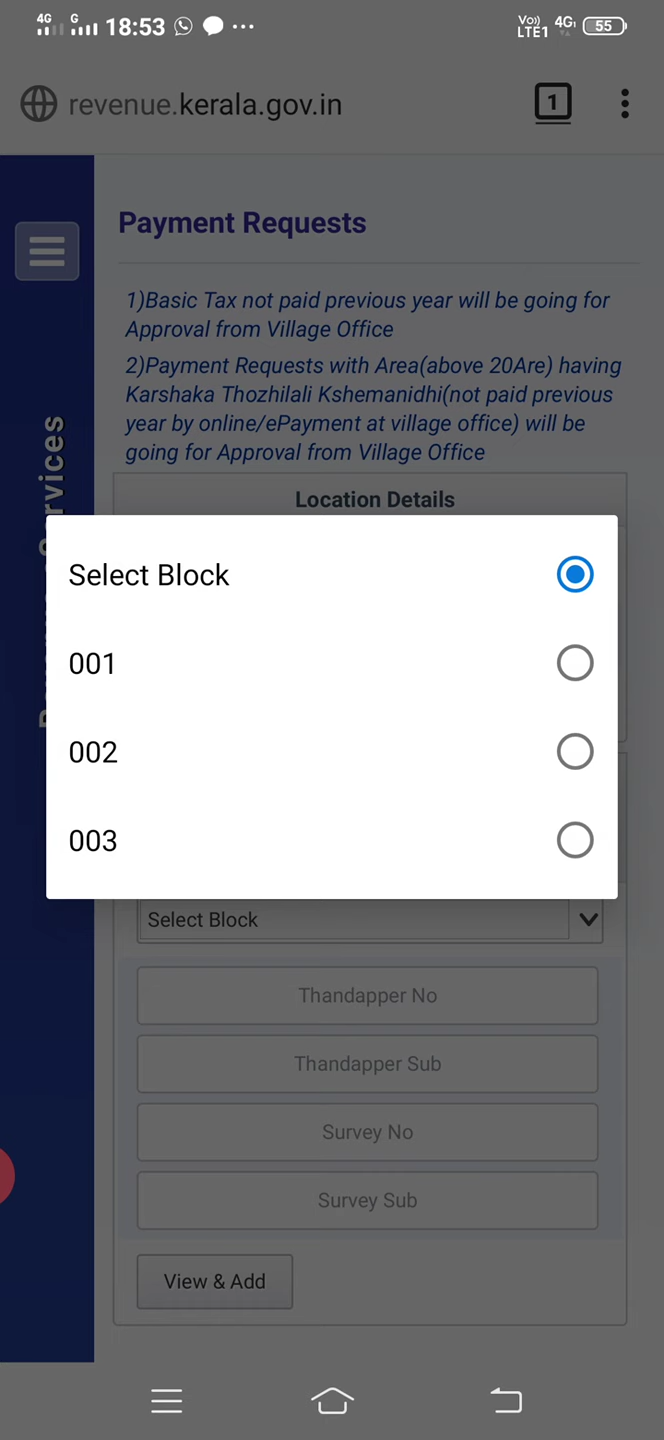 4G G 18:53 ...
Vo)) LTE1 4G1 55
revenue.kerala.gov.in 1
Payment Requests
1)Basic Tax not paid previous year will be going for
Approval from Village Office
2)Payment Requests with Area(above 20Are) having
Karshaka Thozhilali Kshemanidhi(not paid previous
year by online/ePayment at village office) will be
going for Approval from Village Office
Location Details
Select Block
001
002
003
Select Block
Thandapper No
Thandapper Sub
Survey No
Survey Sub
View & Add